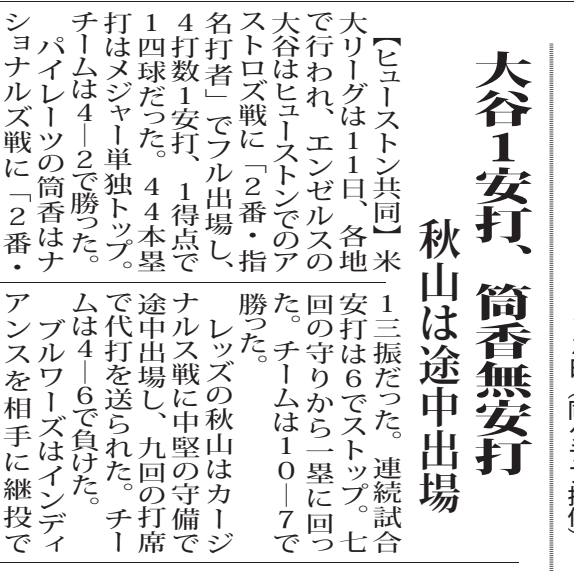 大谷1安打、筒香無安打
秋山は途中出場
【ヒューストン共同】米
大リーグは11日、各地
で行われ、エンゼルスの
大谷はヒューストンでのア
ストロズ戦に「2番・指
名打者」でフル出場し、
4打数1安打、1得点で
1四球だった。44本塁
打はメジャー単独トップ。
チームは4―2で勝った。
パイレーツの筒香はナ
ショナルズ戦に「2番・
1三振だった。連続試合
安打は6でストップ。七
回の守りから一塁に回っ
た。チームは10―7で
勝った。
レッズの秋山はカージ
ナルス戦に中堅の守備で
途中出場し、九回の打席
で代打を送られた。チー
ムは4―6で負けた。
ブルワーズはインディ
アンスを相手に継投で